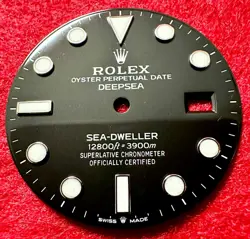 ROLEX
OYSTER PERPETUAL DATE
DEEPSEA
SEA-DWELLER
12800ft=3900m
SUPERLATIVE CHRONOMETER
OFFICIALLY CERTIFIED
SWISS MADE